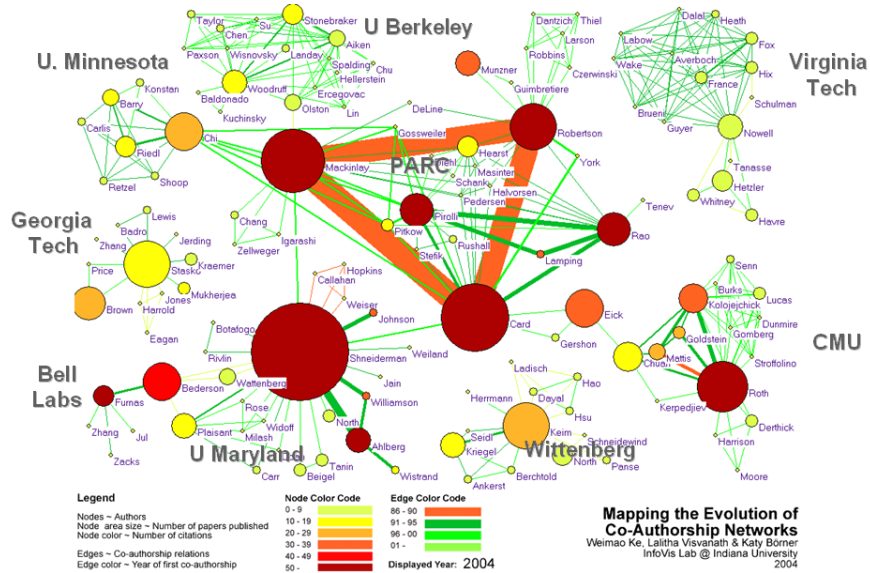 U Berkeley
U. Minnesota
Virginia
Tech
PARC
Georgia
Tech
Bell
Labs
U Maryland
Wittenberg
CMU
Taylor
Su
Stonebraker
Chen
Aiken
Paxson
Wisnovsky
Landay
Spalding
Chu
Hellerstein
Woodruff
Ercegovac
Baldonado
Olston
Lin
Kuchinsky
Dantzich
Thiel
Larson
Robbins
Munzner
Czerwinski
Guimbretiere
Dalal
Heath
Labow
Fox
Wake
Averboch
Hix
France
Schulman
Brueni
Guyer
Nowell
Tanasse
Hetzler
Whitney
Havre
Konstan
Barry
Carlis
Chi
Riedl
Retzel
Shoop
DeLine
Gossweiler
Robertson
Mackinlay
Hearst
York
Masinter
Schank
Halvorsen
Pedersen
Pirolli
Pitkow
Rushall
Stefik
Lamping
Rao
Tenev
Chang
Zellweger
Igarashi
Lewis
Badro
Zhang
Jerding
Price
Stasko
Kraemer
Jones
Mukherjea
Brown
Harrold
Eagan
Hopkins
Callahan
Weiser
Johnson
Card
Eick
Gershon
Botafogo
Rivlin
Shneiderman
Weiland
Jain
Williamson
Wattenberg
Bederson
Furnas
Zhang
Jul
Zacks
Rose
Plaisant
Widoff
Milash
North
Ahlberg
Carr
Beigel
Tanin
Wistrand
Ladisch
Herrmann
Dayal
Hao
Hsu
Seidl
Keim
Kriegel
Schneidewind
North
Panse
Ankerst
Berchtold
Senn
Burks
Lucas
Kolojejchick
Dunmire
Goldstein
Gomberg
Chuah
Mattis
Stroffolino
Roth
Kerpedjiev
Derthick
Harrison
Moore
Legend
Nodes ~ Authors
Node area size ~ Number of papers published
Node color ~ Number of citations
Edges ~ Co-authorship relations
Edge color ~ Year of first co-authorship
Node Color Code
0 - 9
10 - 19
20 - 29
30 - 39
40 - 49
50 -
Edge Color Code
86 - 90
91 - 95
96 - 00
01 -
Displayed Year: 2004
Mapping the Evolution of
Co-Authorship Networks
Weimao Ke, Lalitha Visvanath & Katy Börner
InfoVis Lab @ Indiana University
2004